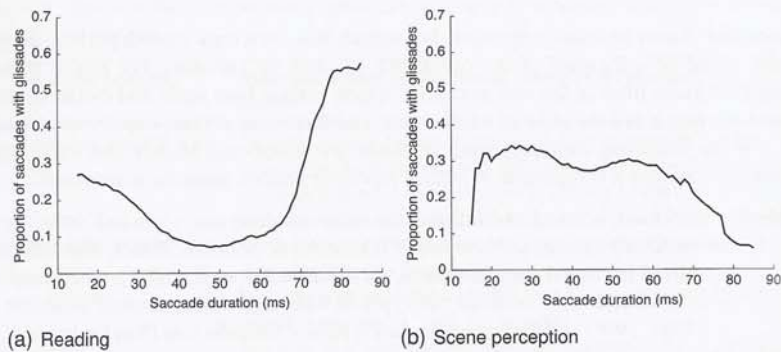 Proportion of saccades with glissades
0.7
0.6
0.5
0.4
0.3
0.2
0.1
0
10 20 30 40 50 60 70 80 90
Saccade duration (ms)
(a) Reading
Proportion of saccades with glissades
0.7
0.6
0.5
0.4
0.3
0.2
0.1
0
10 20 30 40 50 60 70 80 90
Saccade duration (ms)
(b) Scene perception